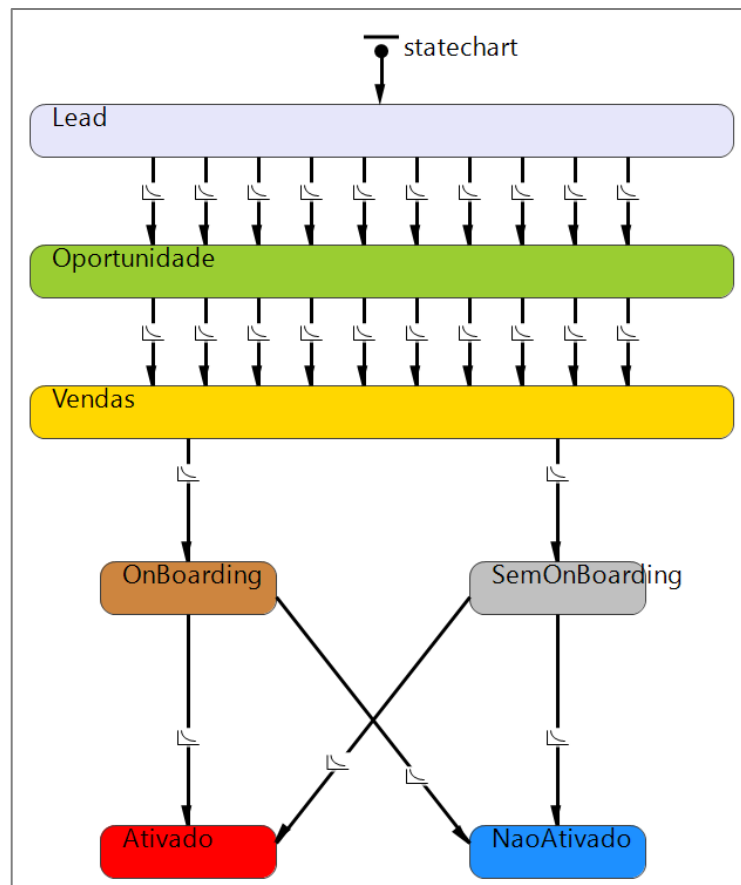 statechart
Lead
Oportunidade
Vendas
OnBoarding
SemOnBoarding
Ativado
NaoAtivado